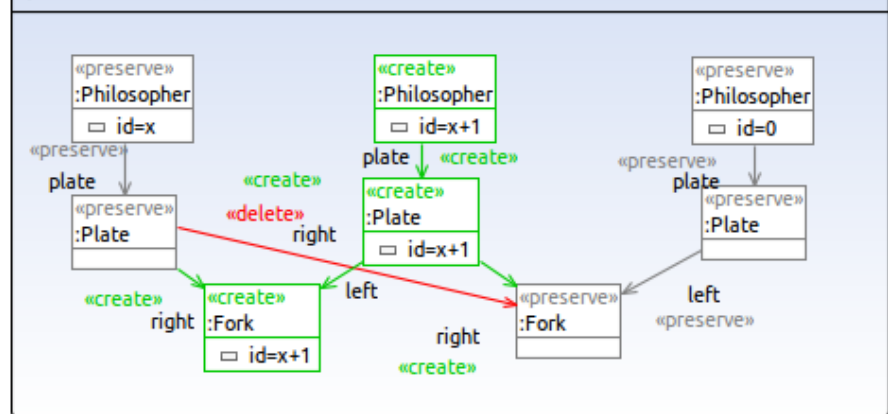 «preserve»
:Philosopher
id=x
«create»
:Philosopher
id=x+1
«preserve»
:Philosopher
id=0
«preserve»
plate
plate
«create»
«preserve»
plate
«create»
«delete»
right
«preserve»
:Plate
«create»
:Plate
id=x+1
«preserve»
:Plate
«create»
right
«create»
:Fork
id=x+1
left
«preserve»
:Fork
left
«preserve»
right
«create»